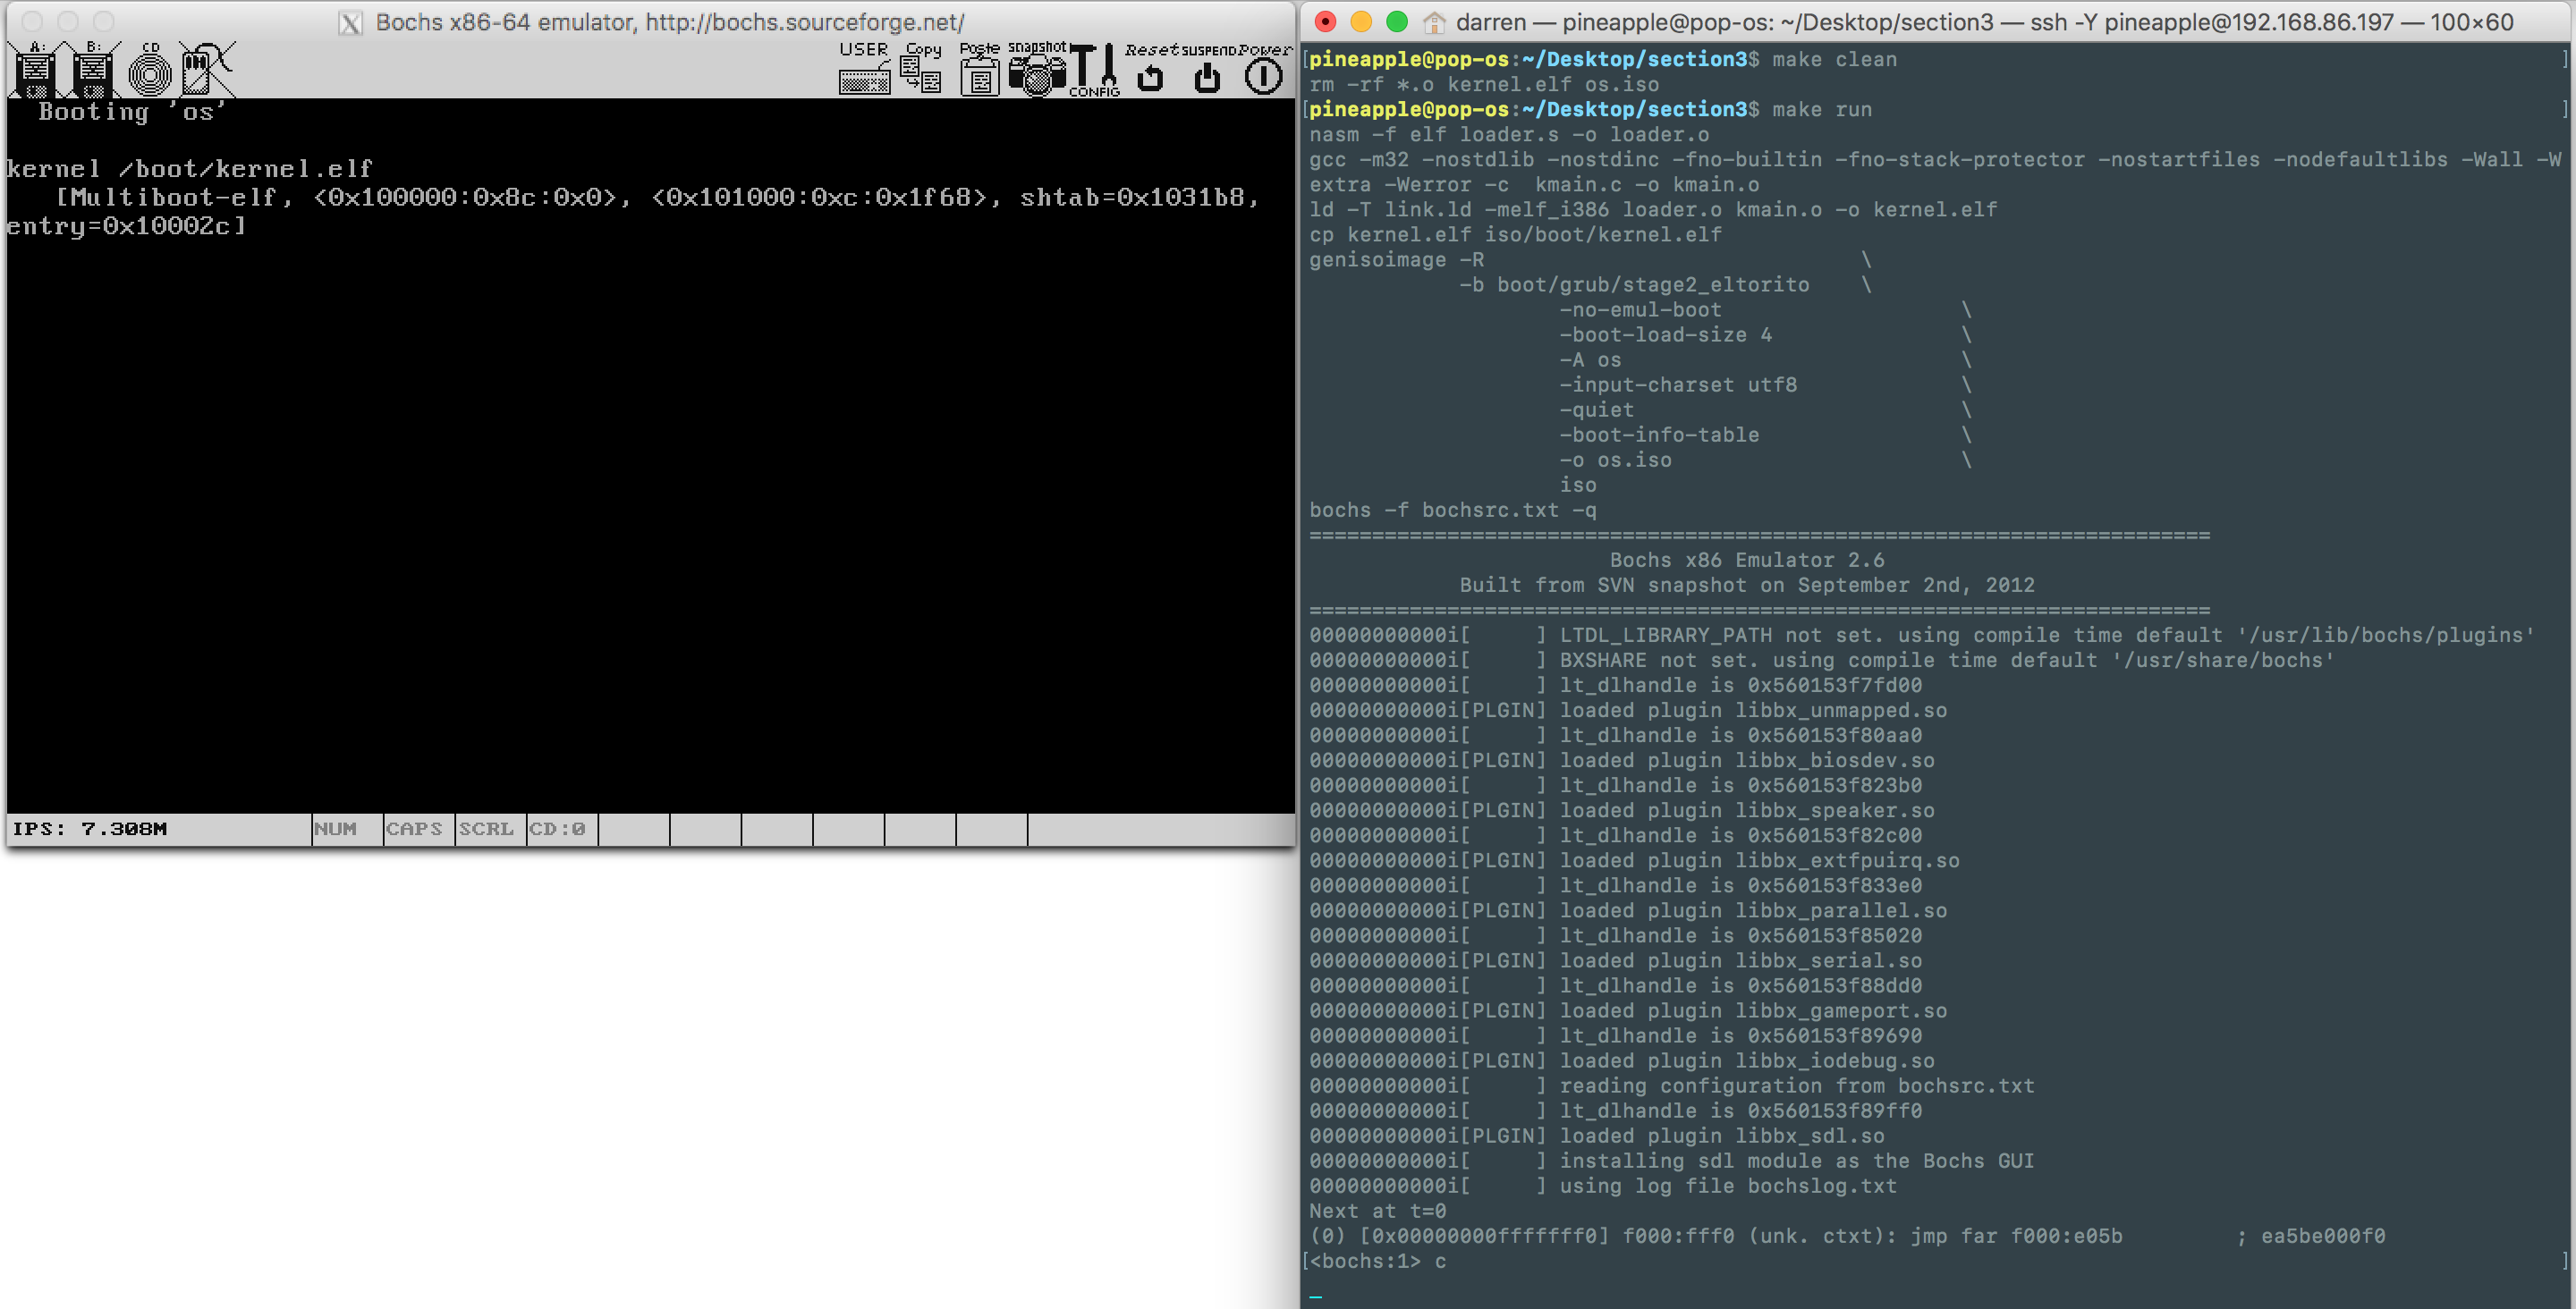 Bochs x86-64 emulator, http://bochs.sourceforge.net/
A: B: CD USER Copy Paste snapshot CONFIG Reset SUSPEND Power
Booting 'os'
kernel /boot/kernel.elf
[Multiboot-elf, <0x100000:0x8c:0x0>, <0x101000:0xc:0x1f68>, shtab=0x1031b8,
entry=0x10002c]
IPS: 7.308M NUM CAPS SCRL CD:0
darren — pineapple@pop-os: ~/Desktop/section3 — ssh -Y pineapple@192.168.86.197 — 100×60
[pineapple@pop-os:~/Desktop/section3$ make clean ]
rm -rf *.o kernel.elf os.iso
[pineapple@pop-os:~/Desktop/section3$ make run ]
nasm -f elf loader.s -o loader.o
gcc -m32 -nostdlib -nostdinc -fno-builtin -fno-stack-protector -nostartfiles -nodefaultlibs -Wall -W
extra -Werror -c  kmain.c -o kmain.o
ld -T link.ld -melf_i386 loader.o kmain.o -o kernel.elf
cp kernel.elf iso/boot/kernel.elf
genisoimage -R \
-b boot/grub/stage2_eltorito \
-no-emul-boot \
-boot-load-size 4 \
-A os \
-input-charset utf8 \
-quiet \
-boot-info-table \
-o os.iso \
iso
bochs -f bochsrc.txt -q
========================================================================
Bochs x86 Emulator 2.6
Built from SVN snapshot on September 2nd, 2012
========================================================================
00000000000i[      ] LTDL_LIBRARY_PATH not set. using compile time default '/usr/lib/bochs/plugins'
00000000000i[      ] BXSHARE not set. using compile time default '/usr/share/bochs'
00000000000i[      ] lt_dlhandle is 0x560153f7fd00
00000000000i[PLGIN] loaded plugin libbx_unmapped.so
00000000000i[      ] lt_dlhandle is 0x560153f80aa0
00000000000i[PLGIN] loaded plugin libbx_biosdev.so
00000000000i[      ] lt_dlhandle is 0x560153f823b0
00000000000i[PLGIN] loaded plugin libbx_speaker.so
00000000000i[      ] lt_dlhandle is 0x560153f82c00
00000000000i[PLGIN] loaded plugin libbx_extfpuirq.so
00000000000i[      ] lt_dlhandle is 0x560153f833e0
00000000000i[PLGIN] loaded plugin libbx_parallel.so
00000000000i[      ] lt_dlhandle is 0x560153f85020
00000000000i[PLGIN] loaded plugin libbx_serial.so
00000000000i[      ] lt_dlhandle is 0x560153f88dd0
00000000000i[PLGIN] loaded plugin libbx_gameport.so
00000000000i[      ] lt_dlhandle is 0x560153f89690
00000000000i[PLGIN] loaded plugin libbx_iodebug.so
00000000000i[      ] reading configuration from bochsrc.txt
00000000000i[      ] lt_dlhandle is 0x560153f89ff0
00000000000i[PLGIN] loaded plugin libbx_sdl.so
00000000000i[      ] installing sdl module as the Bochs GUI
00000000000i[      ] using log file bochslog.txt
Next at t=0
(0) [0x00000000fffffff0] f000:fff0 (unk. ctxt): jmp far f000:e05b ; ea5be000f0
[<bochs:1> c ]